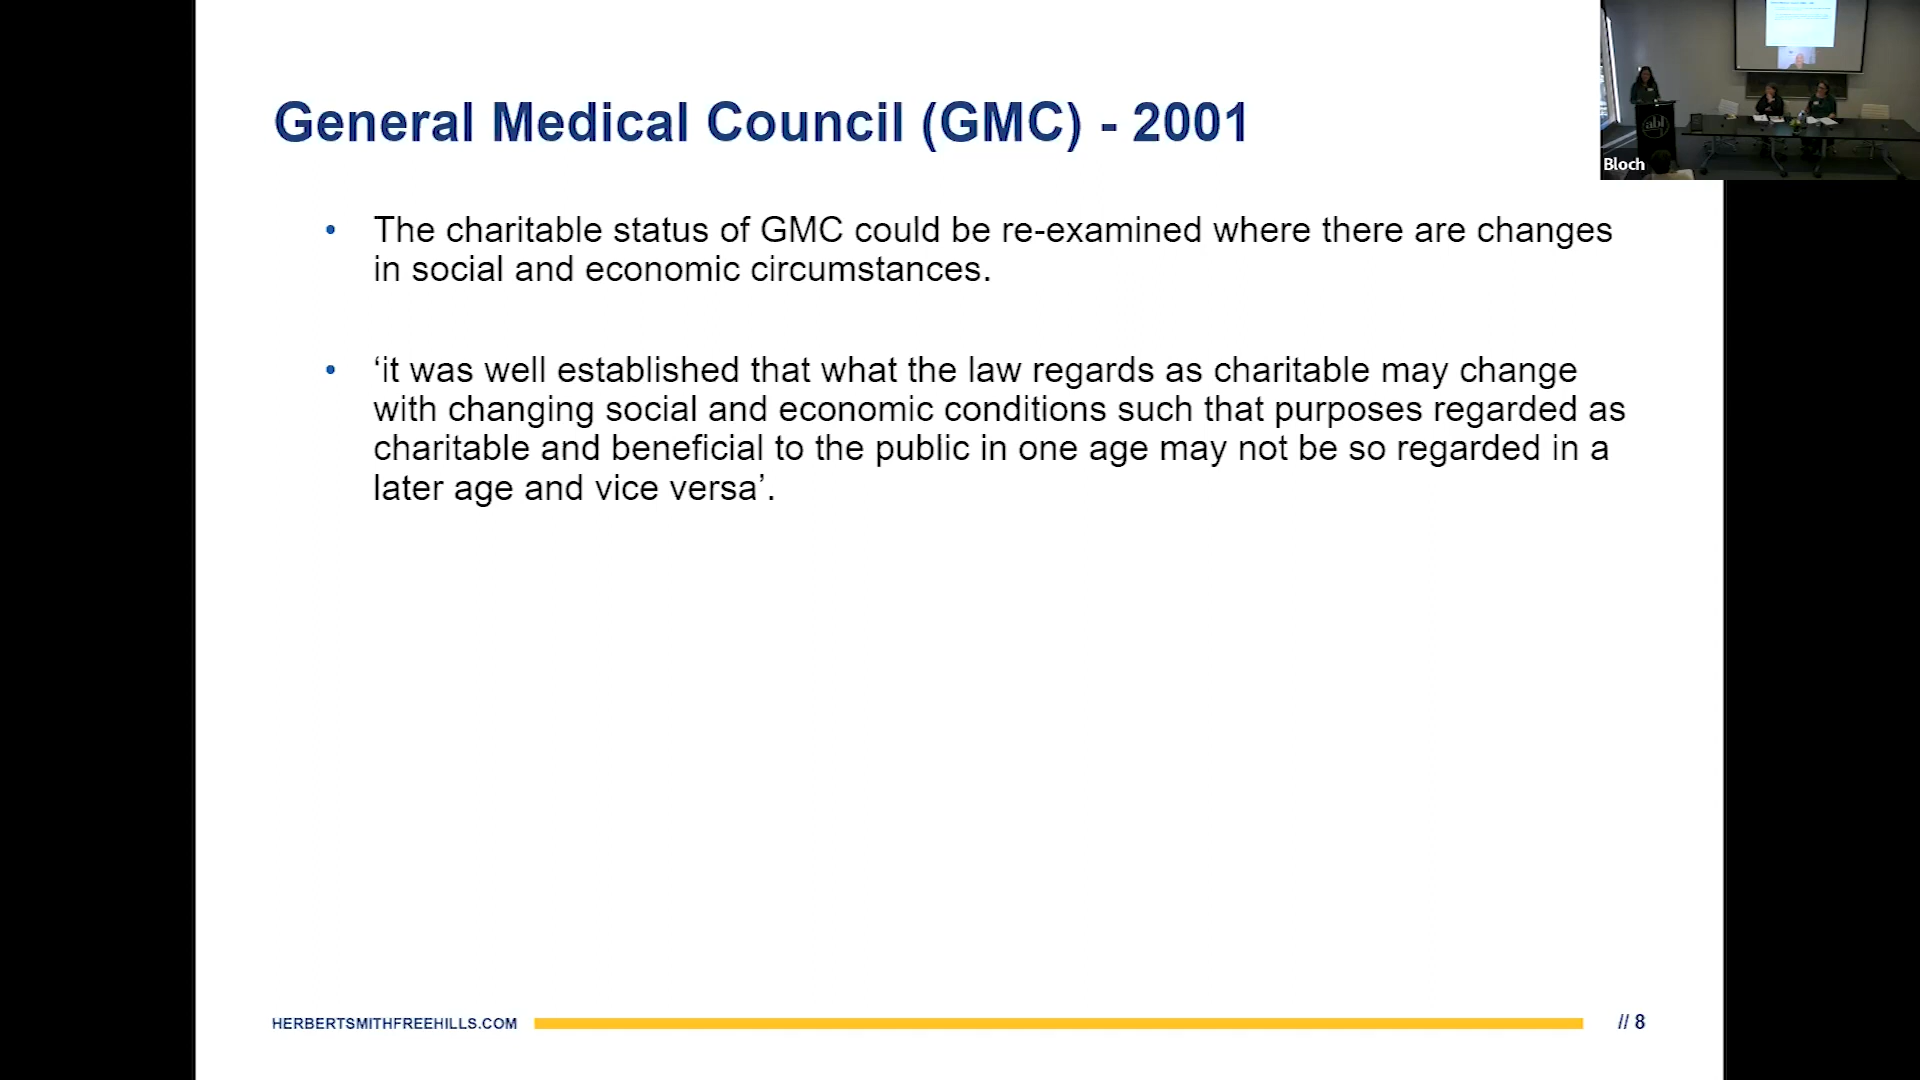 General Medical Council (GMC) - 2001
Bloch
• The charitable status of GMC could be re-examined where there are changes
in social and economic circumstances.
• ‘it was well established that what the law regards as charitable may change
with changing social and economic conditions such that purposes regarded as
charitable and beneficial to the public in one age may not be so regarded in a
later age and vice versa’.
HERBERTSMITHFREEHILLS.COM
// 8